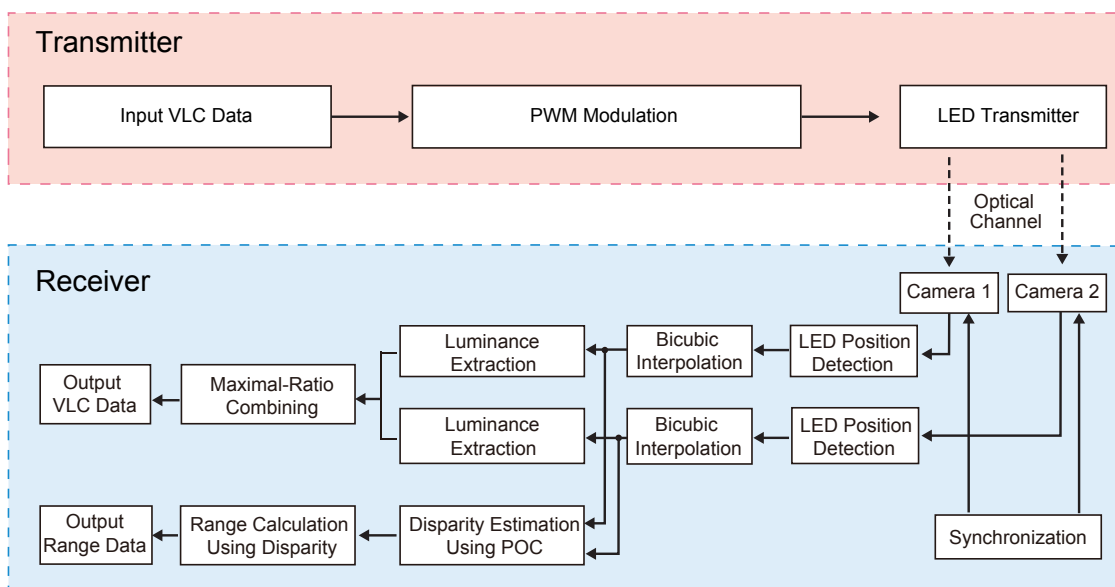 Transmitter
Input VLC Data
PWM Modulation
LED Transmitter
Optical
Channel
Receiver
Camera 1
Camera 2
Luminance
Extraction
Bicubic
Interpolation
LED Position
Detection
Output
VLC Data
Maximal-Ratio
Combining
Luminance
Extraction
Bicubic
Interpolation
LED Position
Detection
Output
Range Data
Range Calculation
Using Disparity
Disparity Estimation
Using POC
Synchronization